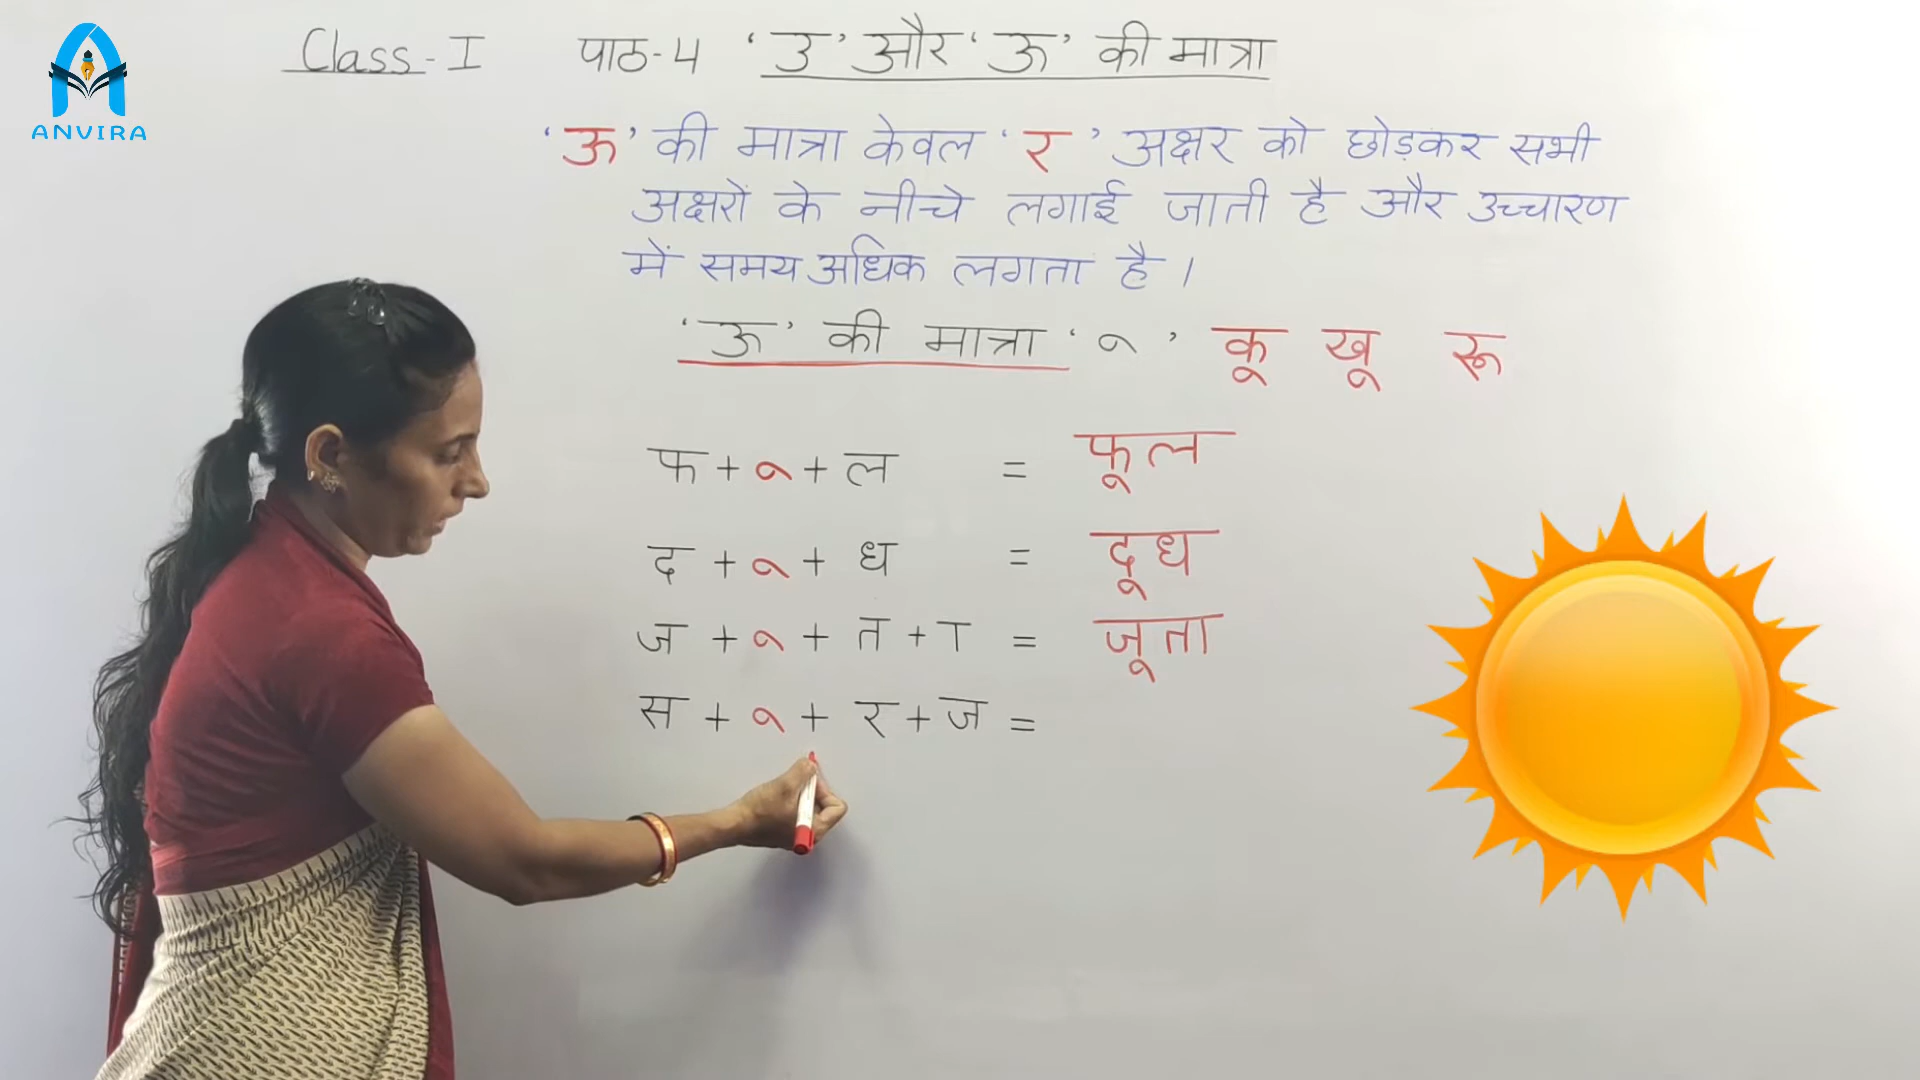 ANVIRA
Class-I पाठ-4 'उ' और 'ऊ' की मात्रा
'ऊ' की मात्रा केवल 'र' अक्षर को छोड़कर सभी
अक्षरों के नीचे लगाई जाती है और उच्चारण
में समय अधिक लगता है।
'ऊ' की मात्रा ' ू ' कू खू रू
फ + ू + ल = फूल
द + ू + ध = दूध
ज + ू + त + ा = जूता
स + ू + र + ज =